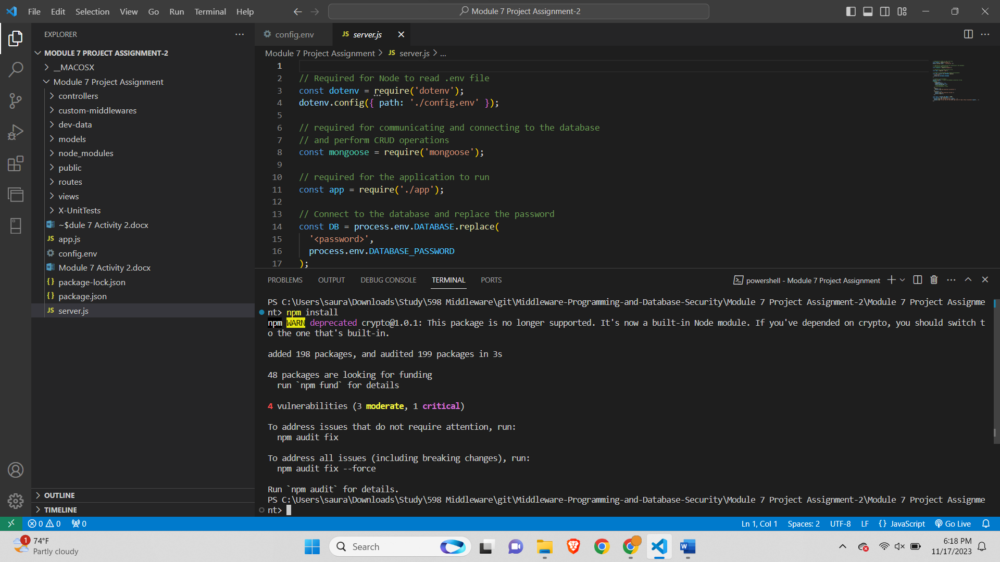 File Edit Selection View Go Run Terminal Help
Module 7 Project Assignment-2
EXPLORER
MODULE 7 PROJECT ASSIGNMENT-2
__MACOSX
Module 7 Project Assignment
controllers
custom-middlewares
dev-data
models
node_modules
public
routes
views
X-UnitTests
~$dule 7 Activity 2.docx
JS app.js
config.env
Module 7 Activity 2.docx
{} package-lock.json
{} package.json
JS server.js
OUTLINE
TIMELINE
config.env
JS server.js
Module 7 Project Assignment > JS server.js > ...
1
2 // Required for Node to read .env file
3 const dotenv = require('dotenv');
4 dotenv.config({ path: './config.env' });
5
6 // required for communicating and connecting to the database
7 // and perform CRUD operations
8 const mongoose = require('mongoose');
9
10 // required for the application to run
11 const app = require('./app');
12
13 // Connect to the database and replace the password
14 const DB = process.env.DATABASE.replace(
15 '<password>',
16 process.env.DATABASE_PASSWORD
17 );
PROBLEMS OUTPUT DEBUG CONSOLE TERMINAL PORTS
powershell - Module 7 Project Assignment
PS C:\Users\saura\Downloads\Study\598 Middleware\git\Middleware-Programming-and-Database-Security\Module 7 Project Assignment-2\Module 7 Project Assignme
nt> npm install
npm WARN deprecated crypto@1.0.1: This package is no longer supported. It's now a built-in Node module. If you've depended on crypto, you should switch t
o the one that's built-in.
added 198 packages, and audited 199 packages in 3s
48 packages are looking for funding
run `npm fund` for details
4 vulnerabilities (3 moderate, 1 critical)
To address issues that do not require attention, run:
npm audit fix
To address all issues (including breaking changes), run:
npm audit fix --force
Run `npm audit` for details.
PS C:\Users\saura\Downloads\Study\598 Middleware\git\Middleware-Programming-and-Database-Security\Module 7 Project Assignment-2\Module 7 Project Assignme
nt>
0 0 0
Ln 1, Col 1 Spaces: 2 UTF-8 LF {} JavaScript Go Live
1
74°F
Partly cloudy
Search
6:18 PM
11/17/2023